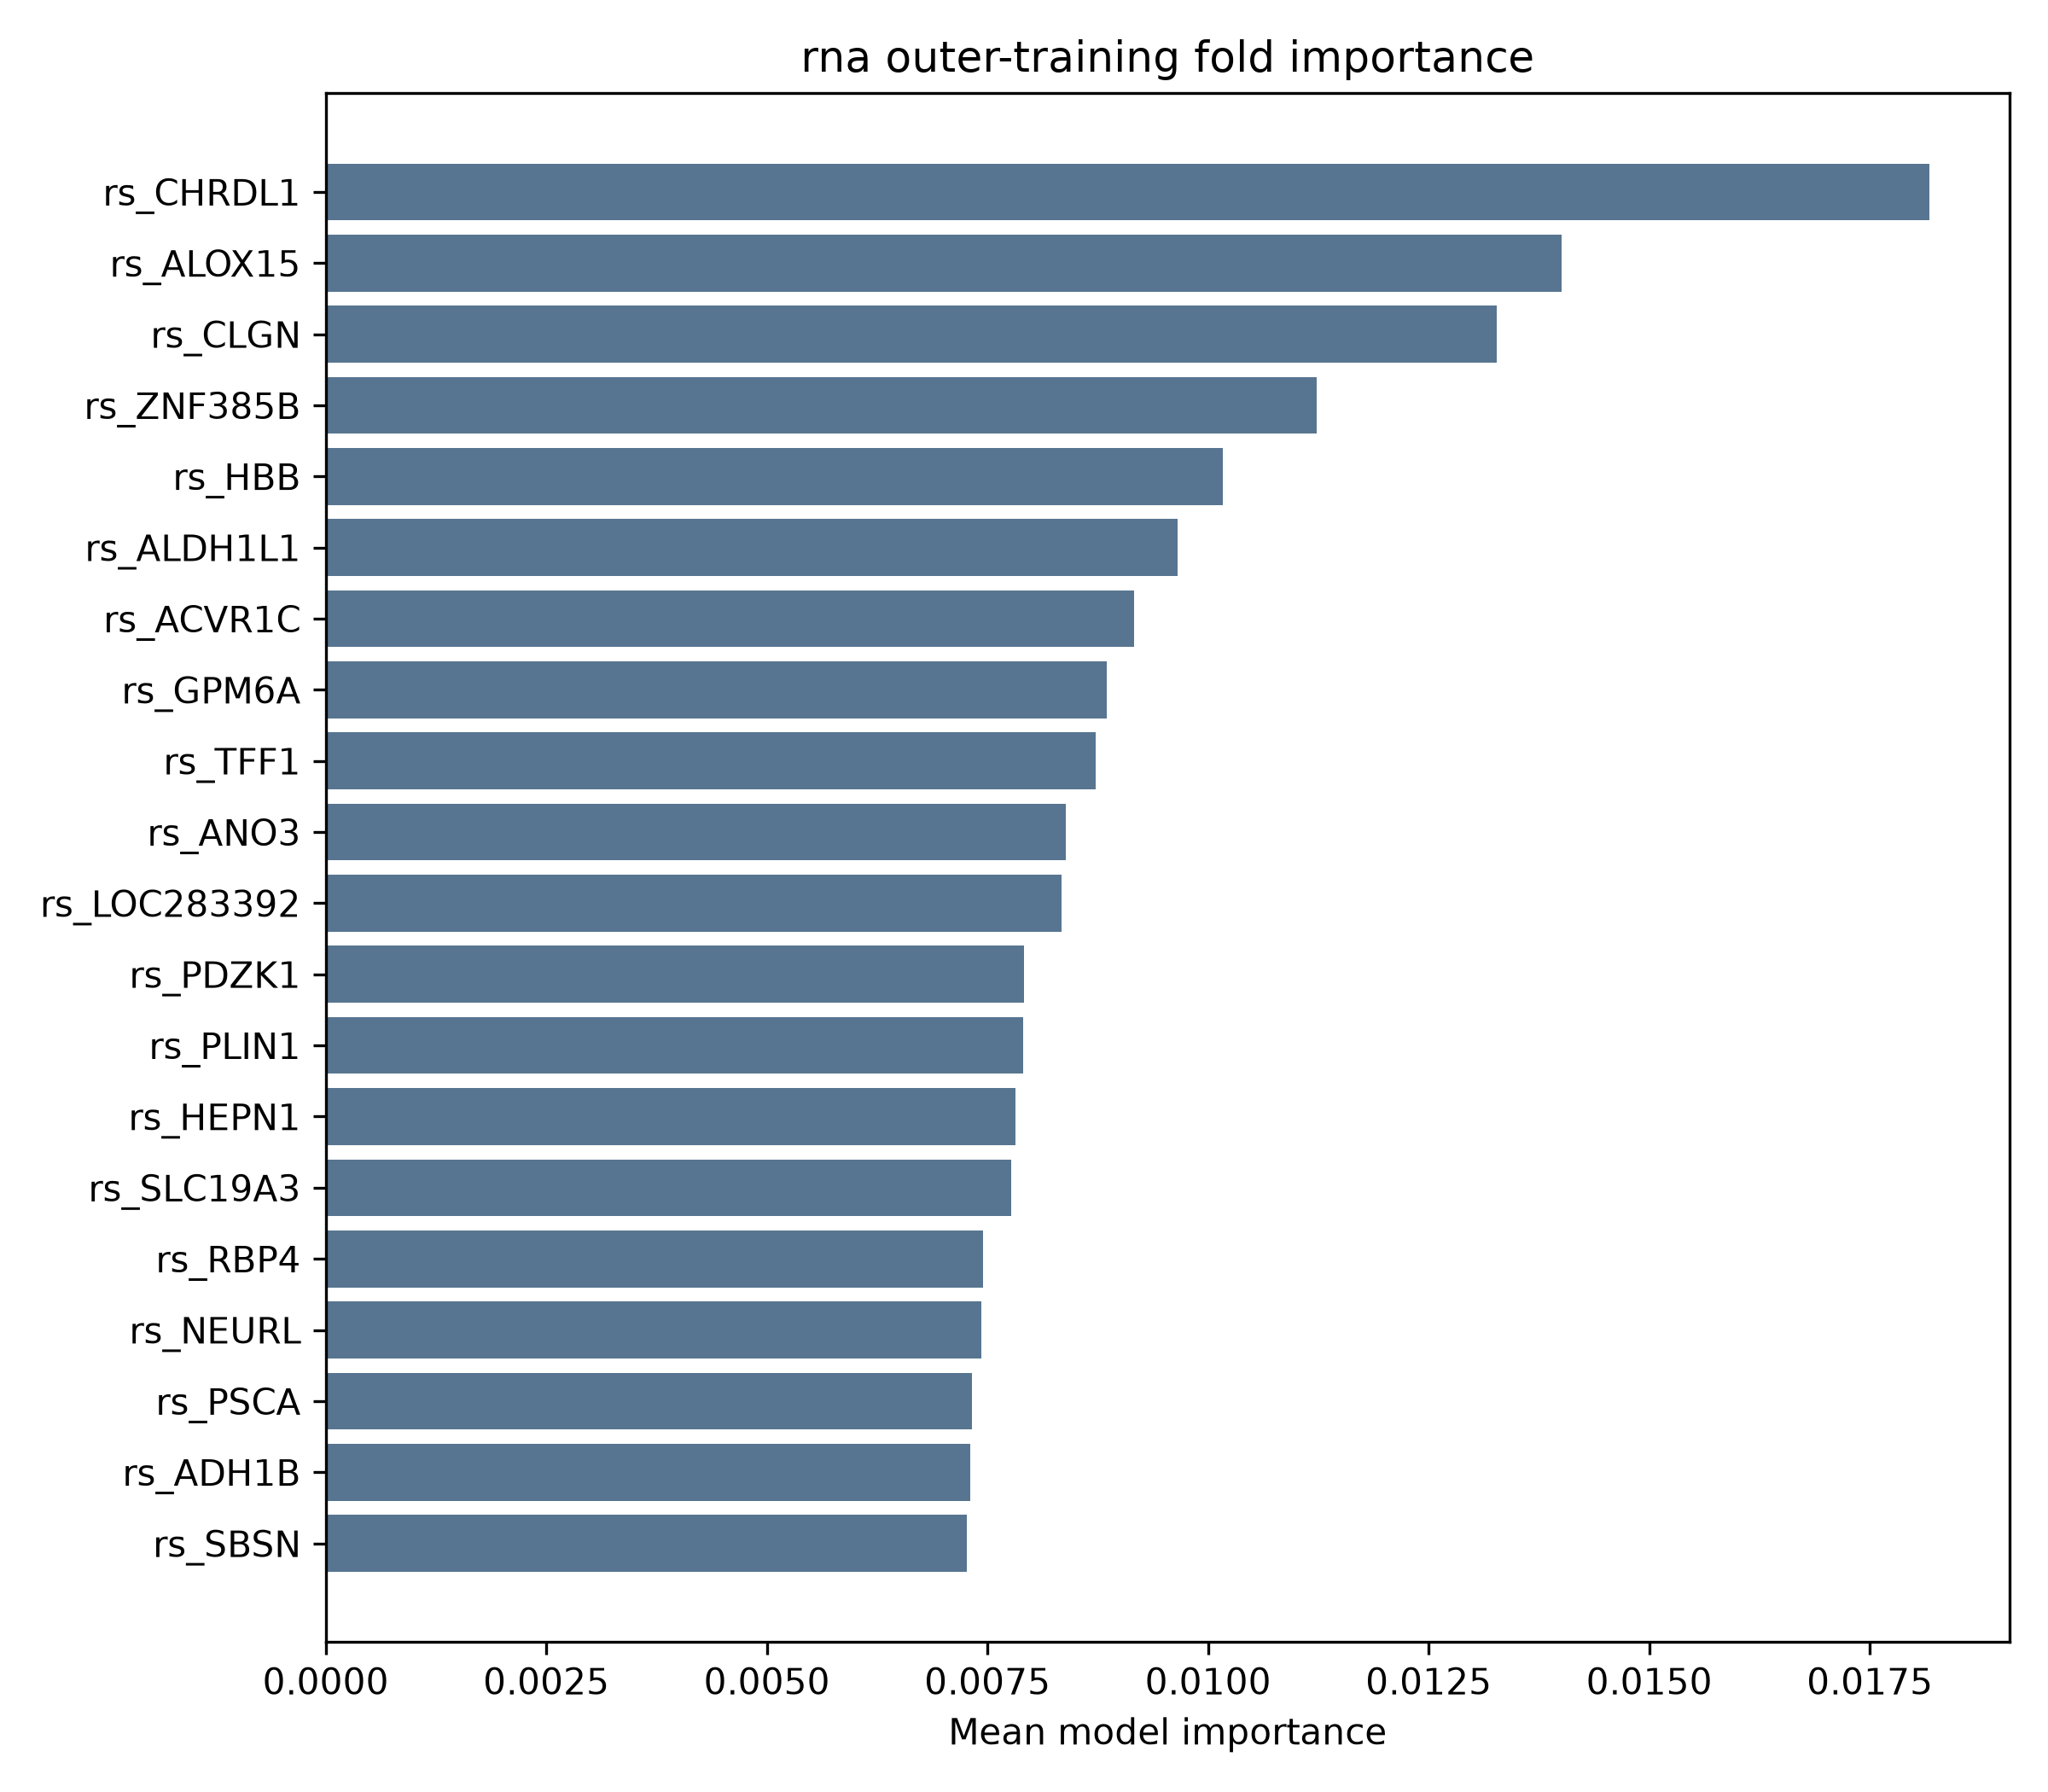 rna outer-training fold importance
rs_CHRDL1
rs_ALOX15
rs_CLGN
rs_ZNF385B
rs_HBB
rs_ALDH1L1
rs_ACVR1C
rs_GPM6A
rs_TFF1
rs_ANO3
rs_LOC283392
rs_PDZK1
rs_PLIN1
rs_HEPN1
rs_SLC19A3
rs_RBP4
rs_NEURL
rs_PSCA
rs_ADH1B
rs_SBSN
0.0000 0.0025 0.0050 0.0075 0.0100 0.0125 0.0150 0.0175
Mean model importance